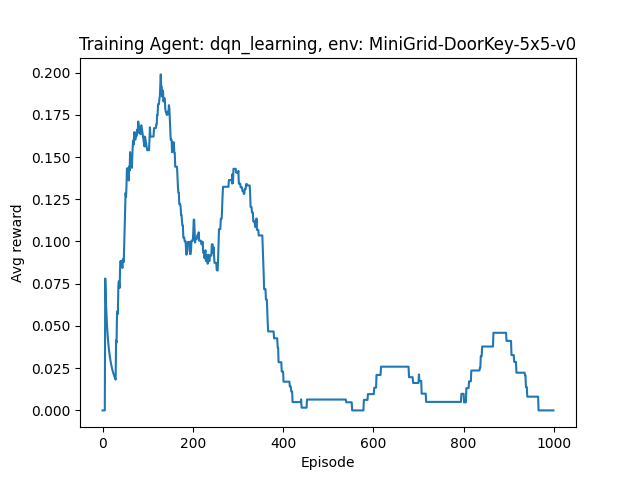 Training Agent: dqn_learning, env: MiniGrid-DoorKey-5x5-v0
0.200
0.175
0.150
0.125
0.100
0.075
0.050
0.025
0.000
Avg reward
0 200 400 600 800 1000
Episode